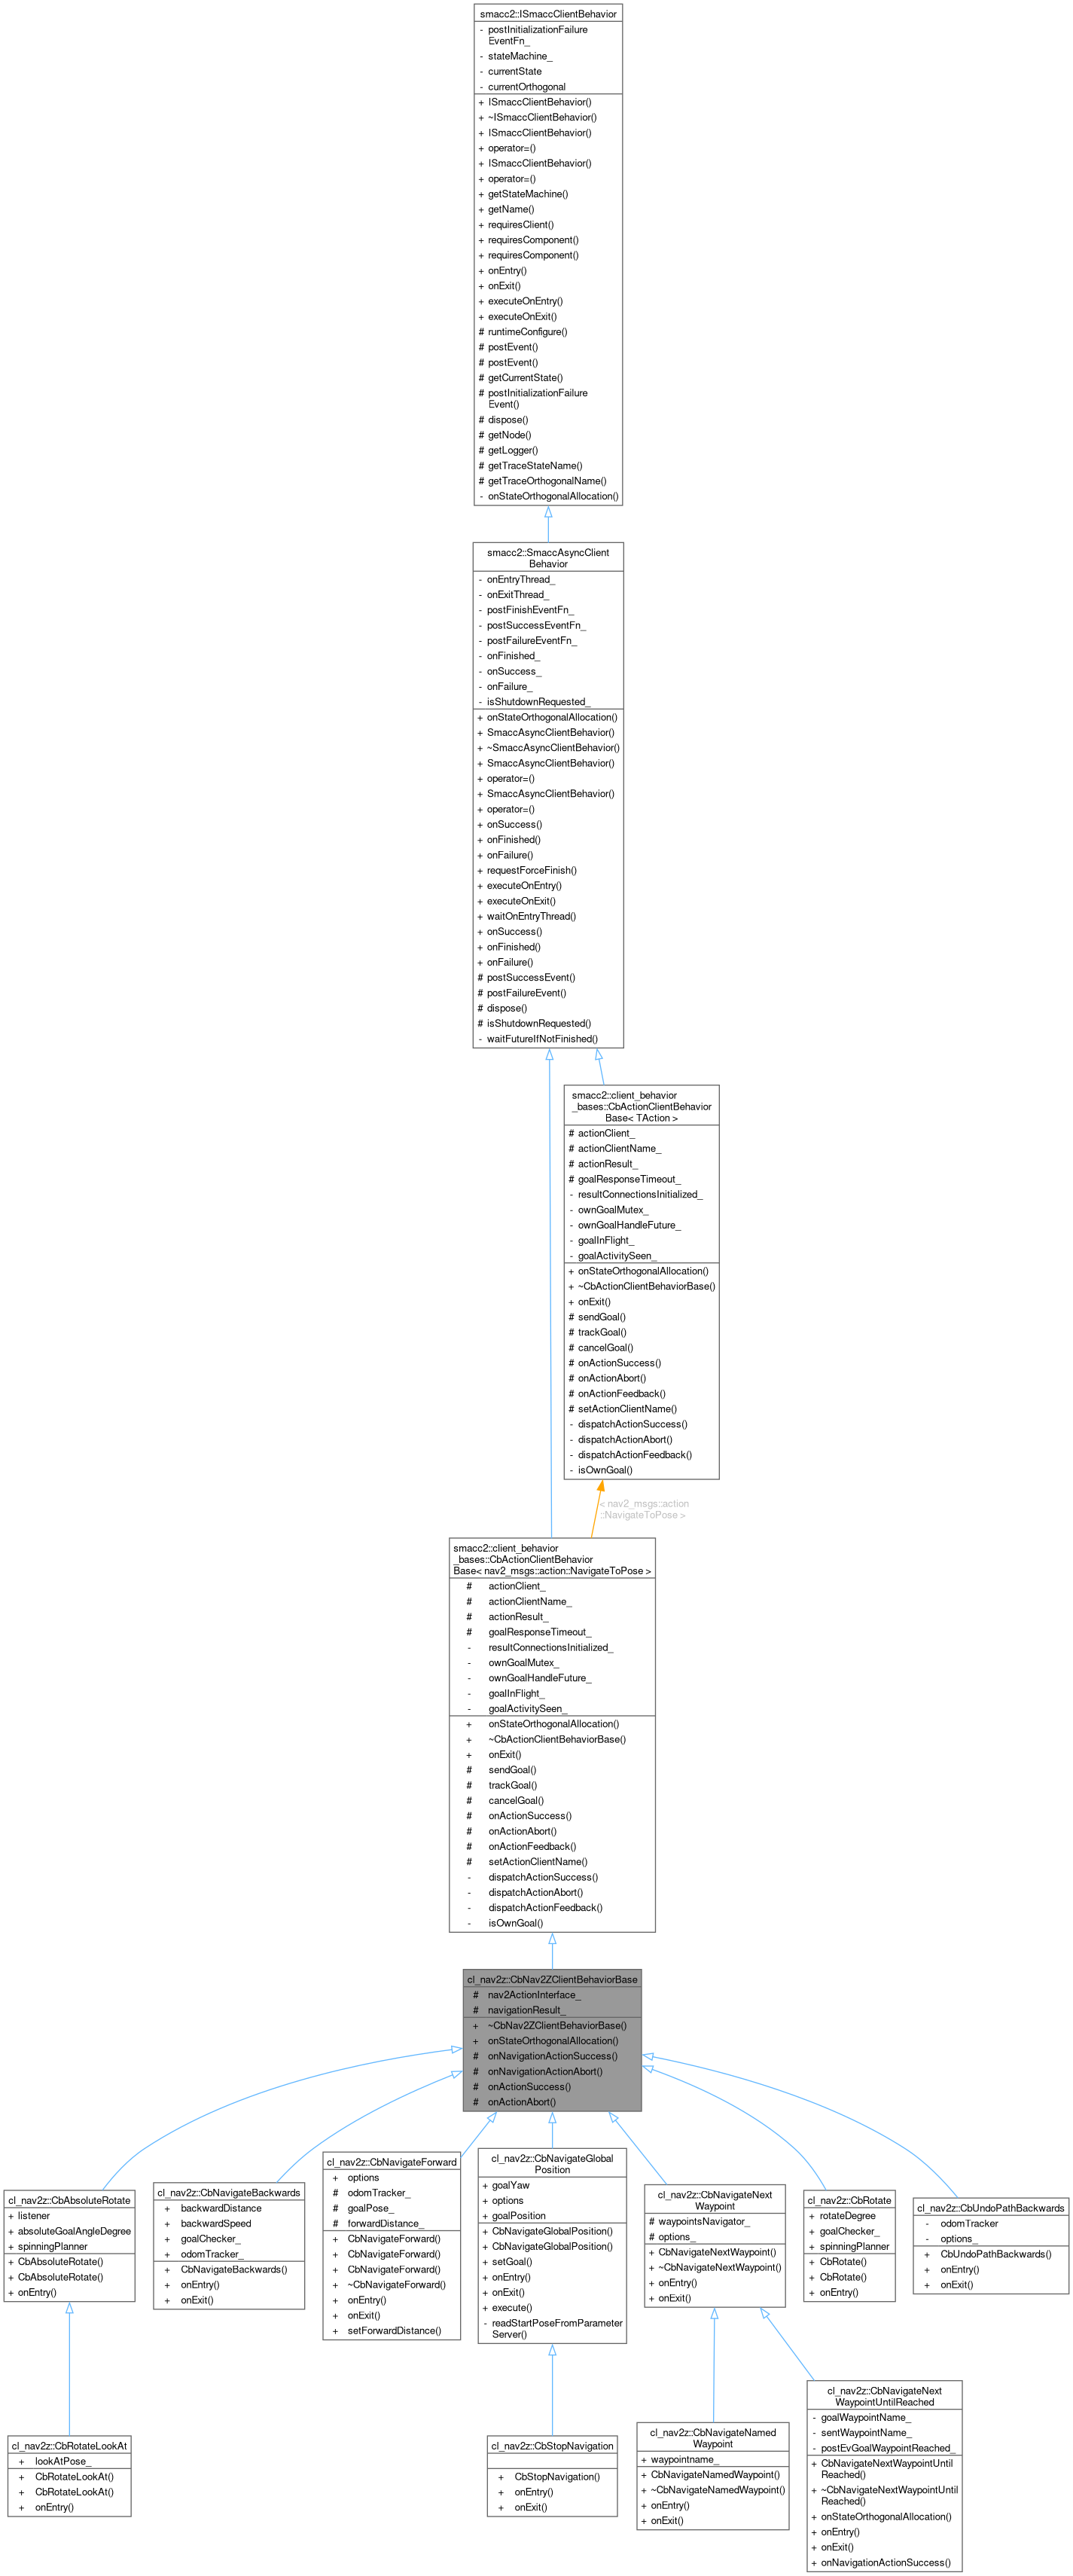 smacc2::ISmaccClientBehavior
- postInitializationFailure
EventFn_
- stateMachine_
- currentState
- currentOrthogonal
+ ISmaccClientBehavior()
+ ~ISmaccClientBehavior()
+ ISmaccClientBehavior()
+ operator=()
+ ISmaccClientBehavior()
+ operator=()
+ getStateMachine()
+ getName()
+ requiresClient()
+ requiresComponent()
+ requiresComponent()
+ onEntry()
+ onExit()
+ executeOnEntry()
+ executeOnExit()
# runtimeConfigure()
# postEvent()
# postEvent()
# getCurrentState()
# postInitializationFailure
Event()
# dispose()
# getNode()
# getLogger()
# getTraceStateName()
# getTraceOrthogonalName()
- onStateOrthogonalAllocation()
smacc2::SmaccAsyncClient
Behavior
- onEntryThread_
- onExitThread_
- postFinishEventFn_
- postSuccessEventFn_
- postFailureEventFn_
- onFinished_
- onSuccess_
- onFailure_
- isShutdownRequested_
+ onStateOrthogonalAllocation()
+ SmaccAsyncClientBehavior()
+ ~SmaccAsyncClientBehavior()
+ SmaccAsyncClientBehavior()
+ operator=()
+ SmaccAsyncClientBehavior()
+ operator=()
+ onSuccess()
+ onFinished()
+ onFailure()
+ requestForceFinish()
+ executeOnEntry()
+ executeOnExit()
+ waitOnEntryThread()
+ onSuccess()
+ onFinished()
+ onFailure()
# postSuccessEvent()
# postFailureEvent()
# dispose()
# isShutdownRequested()
- waitFutureIfNotFinished()
smacc2::client_behavior
_bases::CbActionClientBehavior
Base< TAction >
# actionClient_
# actionClientName_
# actionResult_
# goalResponseTimeout_
- resultConnectionsInitialized_
- ownGoalMutex_
- ownGoalHandleFuture_
- goalInFlight_
- goalActivitySeen_
+ onStateOrthogonalAllocation()
+ ~CbActionClientBehaviorBase()
+ onExit()
# sendGoal()
# trackGoal()
# cancelGoal()
# onActionSuccess()
# onActionAbort()
# onActionFeedback()
# setActionClientName()
- dispatchActionSuccess()
- dispatchActionAbort()
- dispatchActionFeedback()
- isOwnGoal()
< nav2_msgs::action
::NavigateToPose >
smacc2::client_behavior
_bases::CbActionClientBehavior
Base< nav2_msgs::action::NavigateToPose >
# actionClient_
# actionClientName_
# actionResult_
# goalResponseTimeout_
- resultConnectionsInitialized_
- ownGoalMutex_
- ownGoalHandleFuture_
- goalInFlight_
- goalActivitySeen_
+ onStateOrthogonalAllocation()
+ ~CbActionClientBehaviorBase()
+ onExit()
# sendGoal()
# trackGoal()
# cancelGoal()
# onActionSuccess()
# onActionAbort()
# onActionFeedback()
# setActionClientName()
- dispatchActionSuccess()
- dispatchActionAbort()
- dispatchActionFeedback()
- isOwnGoal()
cl_nav2z::CbNav2ZClientBehaviorBase
# nav2ActionInterface_
# navigationResult_
+ ~CbNav2ZClientBehaviorBase()
+ onStateOrthogonalAllocation()
# onNavigationActionSuccess()
# onNavigationActionAbort()
# onActionSuccess()
# onActionAbort()
cl_nav2z::CbAbsoluteRotate
+ listener
+ absoluteGoalAngleDegree
+ spinningPlanner
+ CbAbsoluteRotate()
+ CbAbsoluteRotate()
+ onEntry()
cl_nav2z::CbNavigateBackwards
+ backwardDistance
+ backwardSpeed
+ goalChecker_
+ odomTracker_
+ CbNavigateBackwards()
+ onEntry()
+ onExit()
cl_nav2z::CbNavigateForward
+ options
# odomTracker_
# goalPose_
# forwardDistance_
+ CbNavigateForward()
+ CbNavigateForward()
+ CbNavigateForward()
+ ~CbNavigateForward()
+ onEntry()
+ onExit()
+ setForwardDistance()
cl_nav2z::CbNavigateGlobal
Position
+ goalYaw
+ options
+ goalPosition
+ CbNavigateGlobalPosition()
+ CbNavigateGlobalPosition()
+ setGoal()
+ onEntry()
+ onExit()
+ execute()
- readStartPoseFromParameter
Server()
cl_nav2z::CbNavigateNext
Waypoint
# waypointsNavigator_
# options_
+ CbNavigateNextWaypoint()
+ ~CbNavigateNextWaypoint()
+ onEntry()
+ onExit()
cl_nav2z::CbRotate
+ rotateDegree
+ goalChecker_
+ spinningPlanner
+ CbRotate()
+ CbRotate()
+ onEntry()
cl_nav2z::CbUndoPathBackwards
- odomTracker
- options_
+ CbUndoPathBackwards()
+ onEntry()
+ onExit()
cl_nav2z::CbRotateLookAt
+ lookAtPose_
+ CbRotateLookAt()
+ CbRotateLookAt()
+ onEntry()
cl_nav2z::CbStopNavigation
+ CbStopNavigation()
+ onEntry()
+ onExit()
cl_nav2z::CbNavigateNamed
Waypoint
+ waypointname_
+ CbNavigateNamedWaypoint()
+ ~CbNavigateNamedWaypoint()
+ onEntry()
+ onExit()
cl_nav2z::CbNavigateNext
WaypointUntilReached
- goalWaypointName_
- sentWaypointName_
- postEvGoalWaypointReached_
+ CbNavigateNextWaypointUntil
Reached()
+ ~CbNavigateNextWaypointUntil
Reached()
+ onStateOrthogonalAllocation()
+ onEntry()
+ onExit()
+ onNavigationActionSuccess()